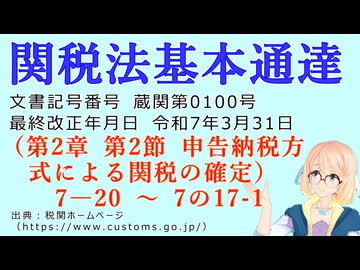 関税法基本通達
文書記号番号 蔵関第0100号
最終改正年月日 令和7年3月31日
（第2章 第2節 申告納税方
式による関税の確定）
7―20 ～ 7の17-1
出典：税関ホームページ
（https://www.customs.go.jp/）